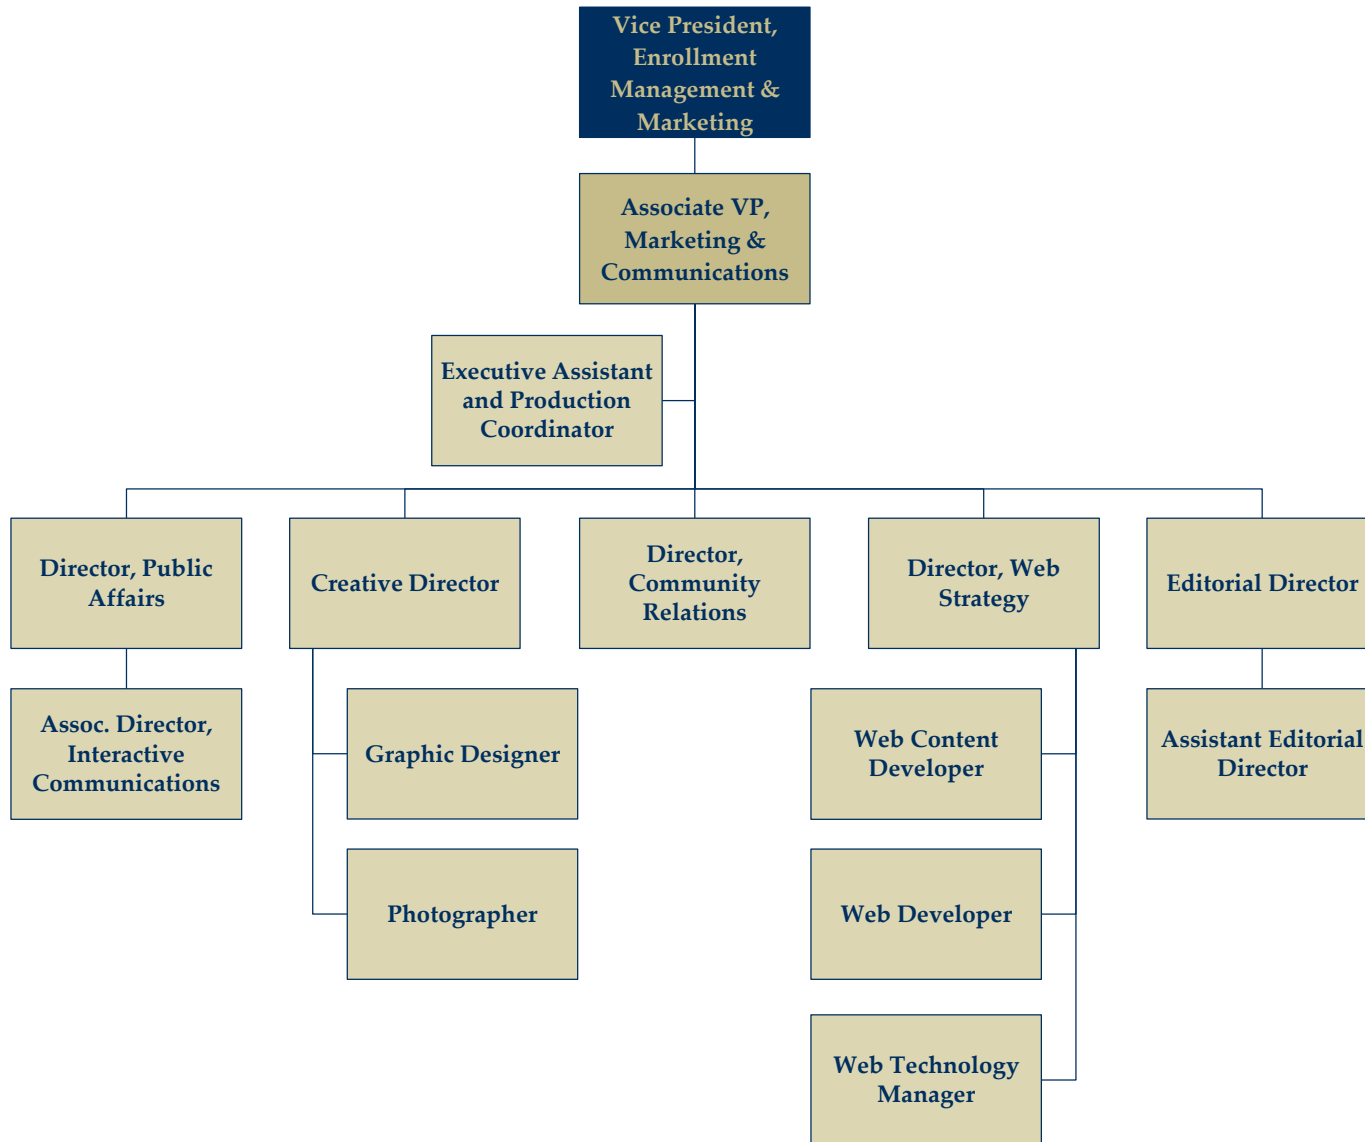 Vice President,
Enrollment
Management &
Marketing
Associate VP,
Marketing &
Communications
Executive Assistant
and Production
Coordinator
Director, Public
Affairs
Creative Director
Director,
Community
Relations
Director, Web
Strategy
Editorial Director
Assoc. Director,
Interactive
Communications
Graphic Designer
Web Content
Developer
Assistant Editorial
Director
Photographer
Web Developer
Web Technology
Manager